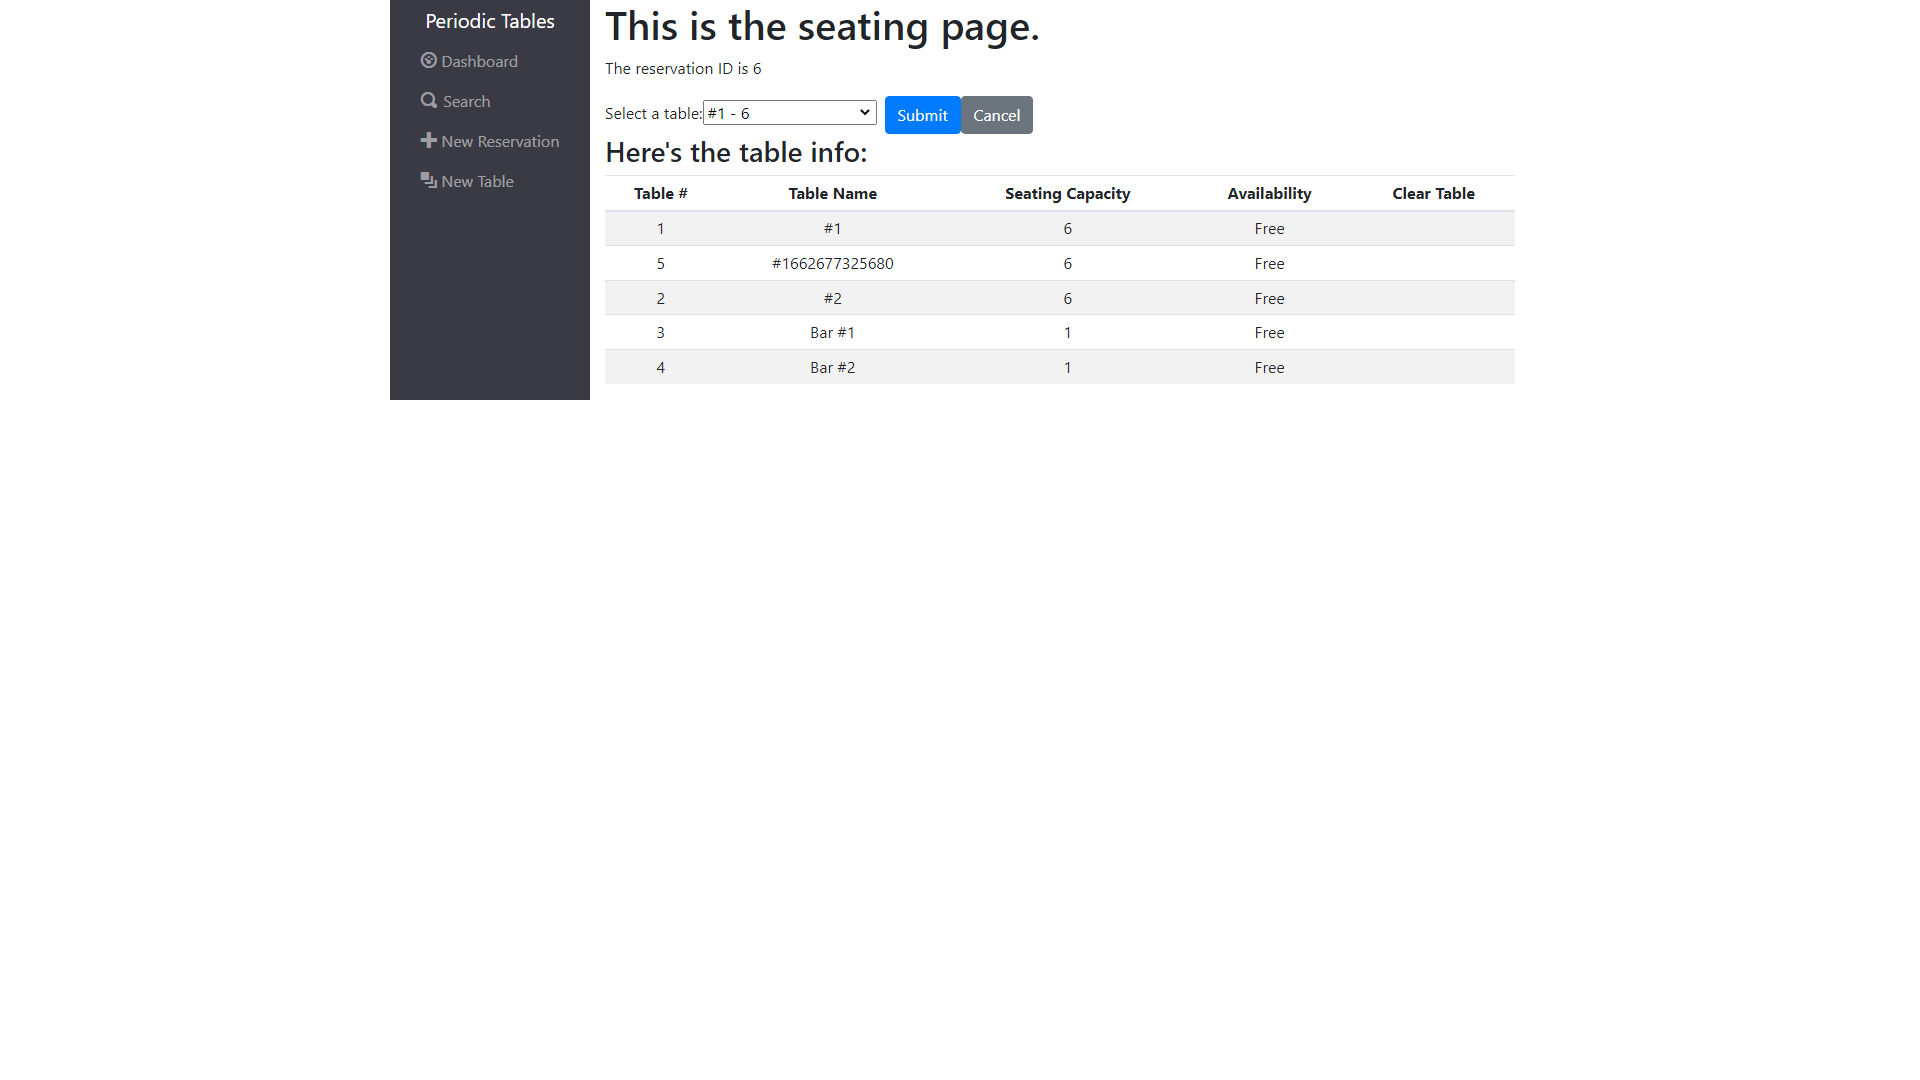 Periodic Tables
Dashboard
Search
New Reservation
New Table
This is the seating page.
The reservation ID is 6
Select a table: #1 - 6 Submit Cancel
Here's the table info:
Table # Table Name Seating Capacity Availability Clear Table
1 #1 6 Free
5 #1662677325680 6 Free
2 #2 6 Free
3 Bar #1 1 Free
4 Bar #2 1 Free